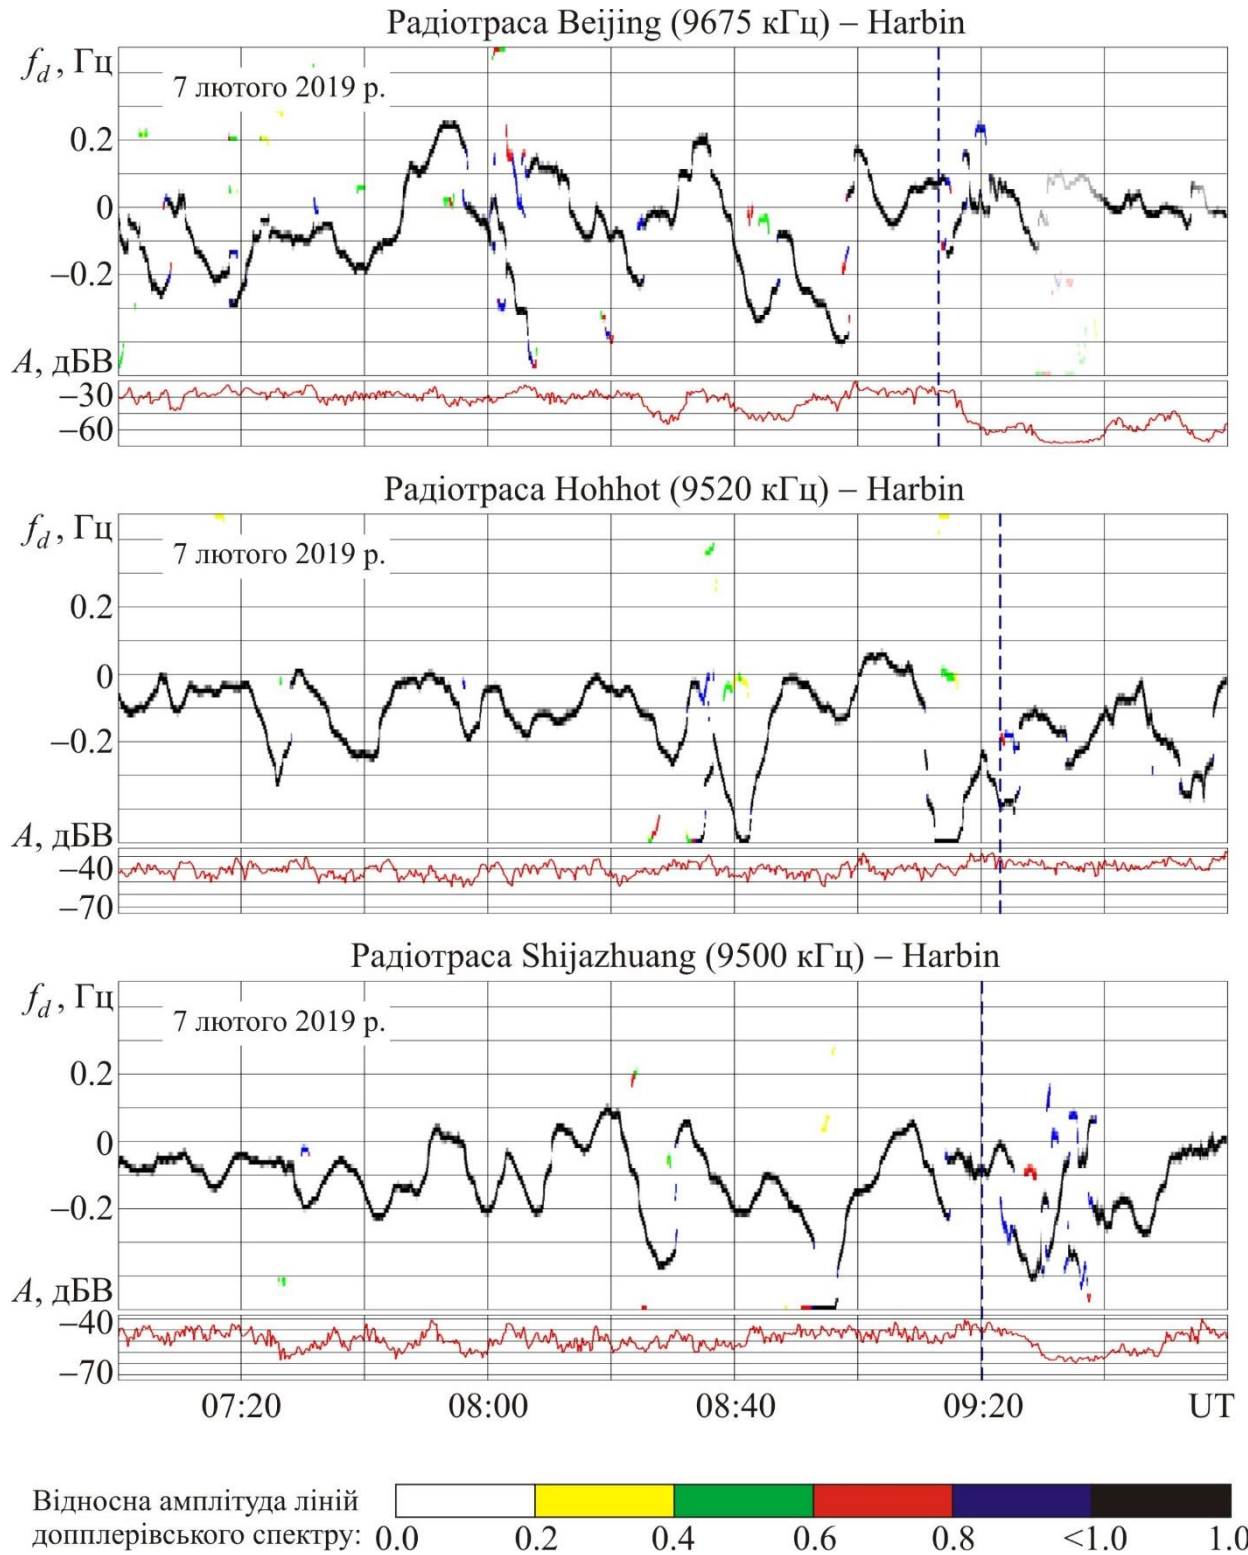 Радіотраса Beijing (9675 кГц) – Harbin
f_d, Гц
7 лютого 2019 р.
0.2
0
–0.2
A, дБВ
–30
–60
Радіотраса Hohhot (9520 кГц) – Harbin
f_d, Гц
7 лютого 2019 р.
0.2
0
–0.2
A, дБВ
–40
–70
Радіотраса Shijazhuang (9500 кГц) – Harbin
f_d, Гц
7 лютого 2019 р.
0.2
0
–0.2
A, дБВ
–40
–70
07:20 08:00 08:40 09:20 UT
Відносна амплітуда ліній
допплерівського спектру: 0.0 0.2 0.4 0.6 0.8 <1.0 1.0